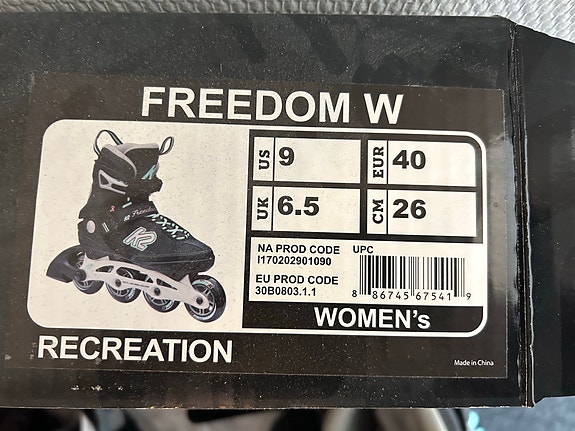 FREEDOM W
US 9 EUR 40
UK 6.5 CM 26
K2
NA PROD CODE UPC
I170202901090
EU PROD CODE
30B0803.1.1
8 86745 67541 9
WOMEN's
RECREATION
Made in China